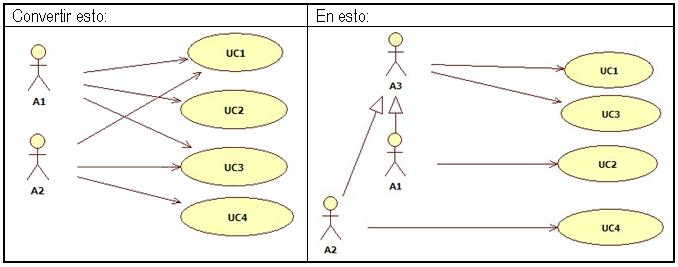 Convertir esto:
En esto:
UC1
A1
UC2
A2
UC3
UC4
A3
UC1
UC3
A1
UC2
A2
UC4